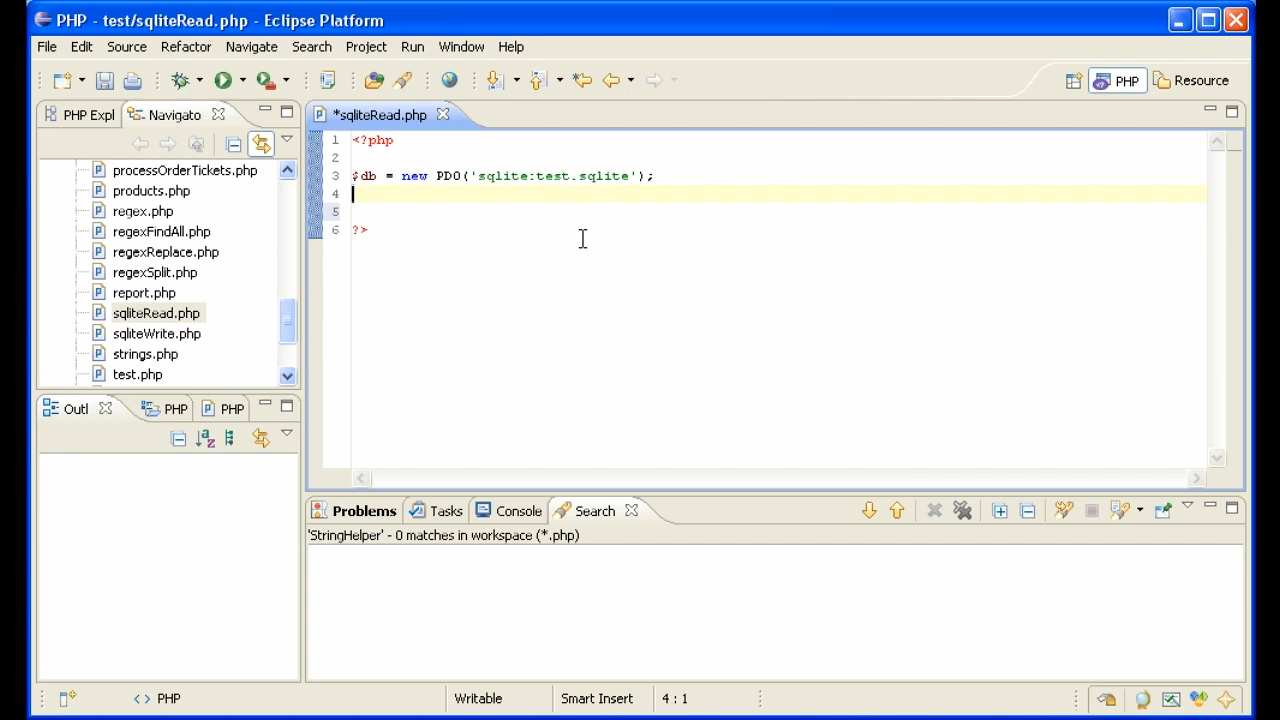 PHP - test/sqliteRead.php - Eclipse Platform
File Edit Source Refactor Navigate Search Project Run Window Help
PHP Resource
PHP Expl Navigato
processOrderTickets.php
products.php
regex.php
regexFindAll.php
regexReplace.php
regexSplit.php
report.php
sqliteRead.php
sqliteWrite.php
strings.php
test.php
Outl PHP PHP
*sqliteRead.php
1 <?php
2
3 $db = new PDO('sqlite:test.sqlite');
4
5
6 ?>
Problems Tasks Console Search
'StringHelper' - 0 matches in workspace (*.php)
<> PHP Writable Smart Insert 4 : 1